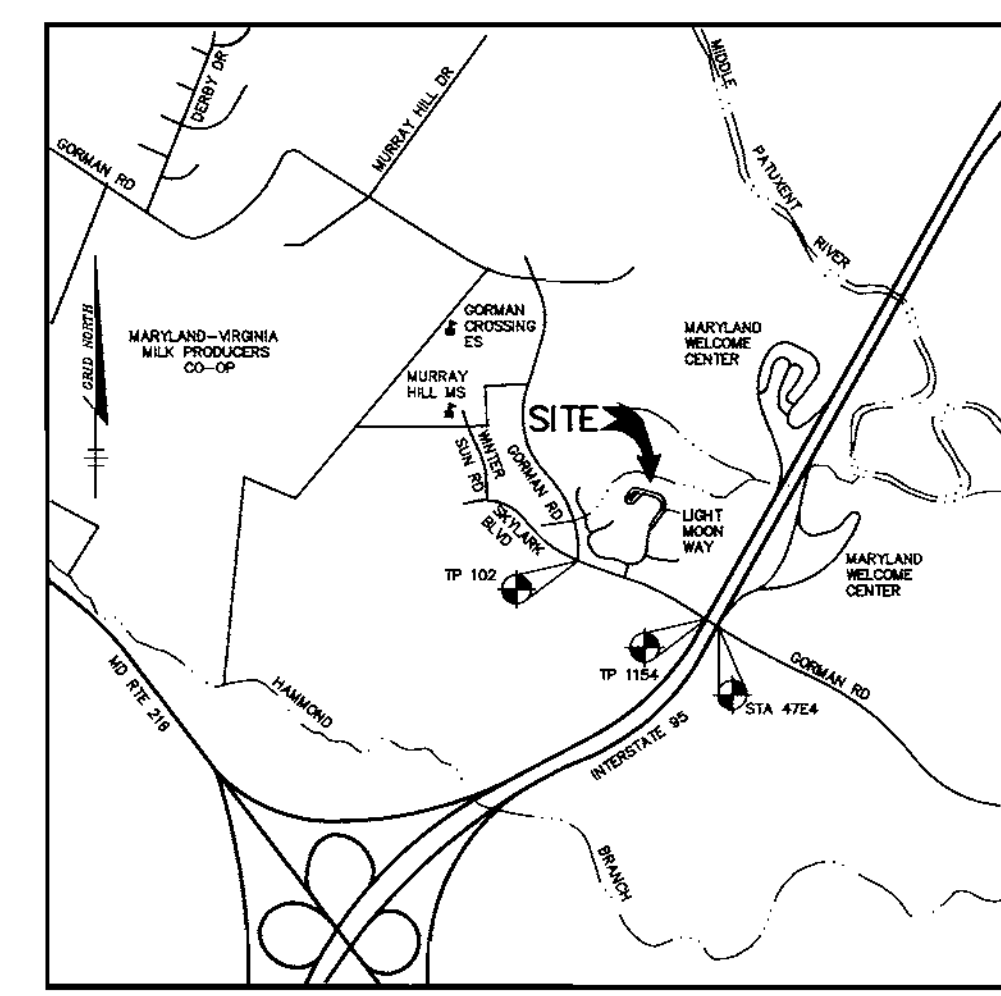 DERBY DR
MURRAY HILL DR
MIDDLE
PATUXENT
RIVER
GORMAN RD
GRID NORTH
MARYLAND-VIRGINIA
MILK PRODUCERS
CO-OP
GORMAN
CROSSING
ES
MARYLAND
WELCOME
CENTER
MURRAY
HILL MS
SITE
WINTER
SUN RD
GORMAN RD
SKYLARK
BLVD
LIGHT
MOON
WAY
TP 102
MARYLAND
WELCOME
CENTER
MD RTE 216
HAMMOND
TP 1154
STA 47E4
GORMAN RD
INTERSTATE 95
BRANCH